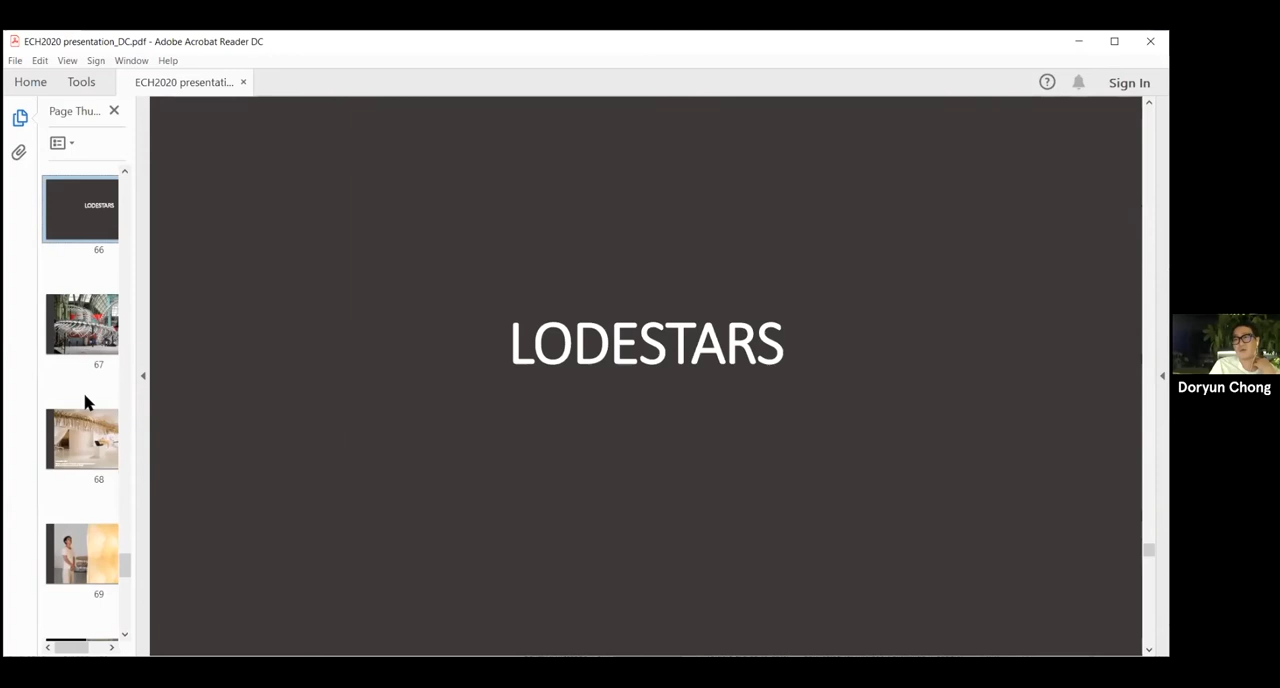 ECH2020 presentation_DC.pdf - Adobe Acrobat Reader DC
File Edit View Sign Window Help
Home Tools ECH2020 presentati... ×
? Sign In
Page Thu...
LODESTARS
66
67
68
69
LODESTARS
Doryun Chong